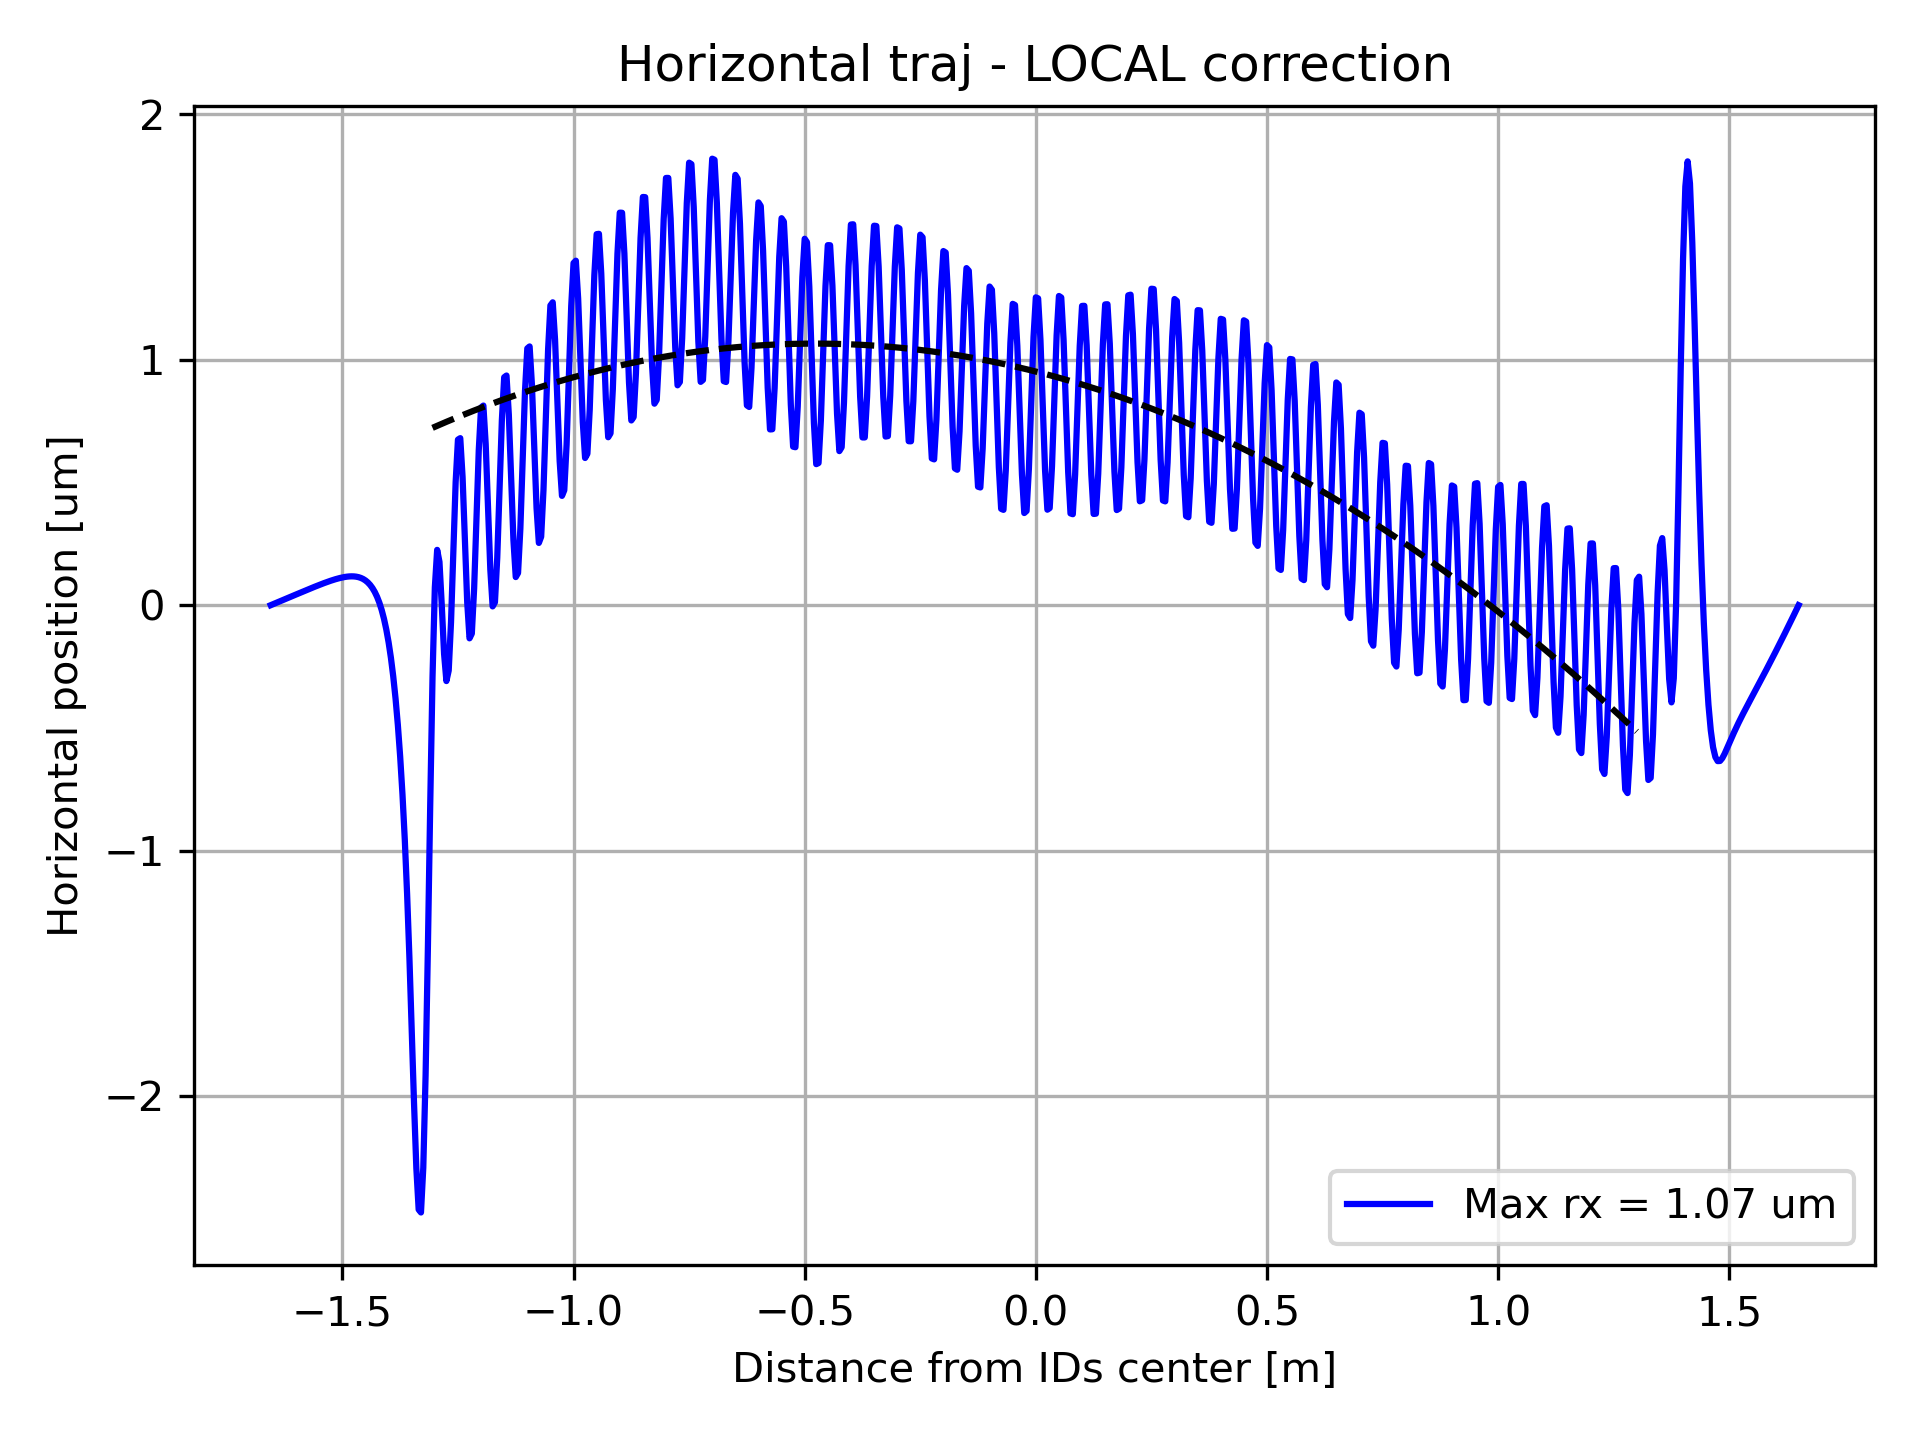 Horizontal traj - LOCAL correction
Horizontal position [um]
2
1
0
−1
−2
Max rx = 1.07 um
−1.5 −1.0 −0.5 0.0 0.5 1.0 1.5
Distance from IDs center [m]